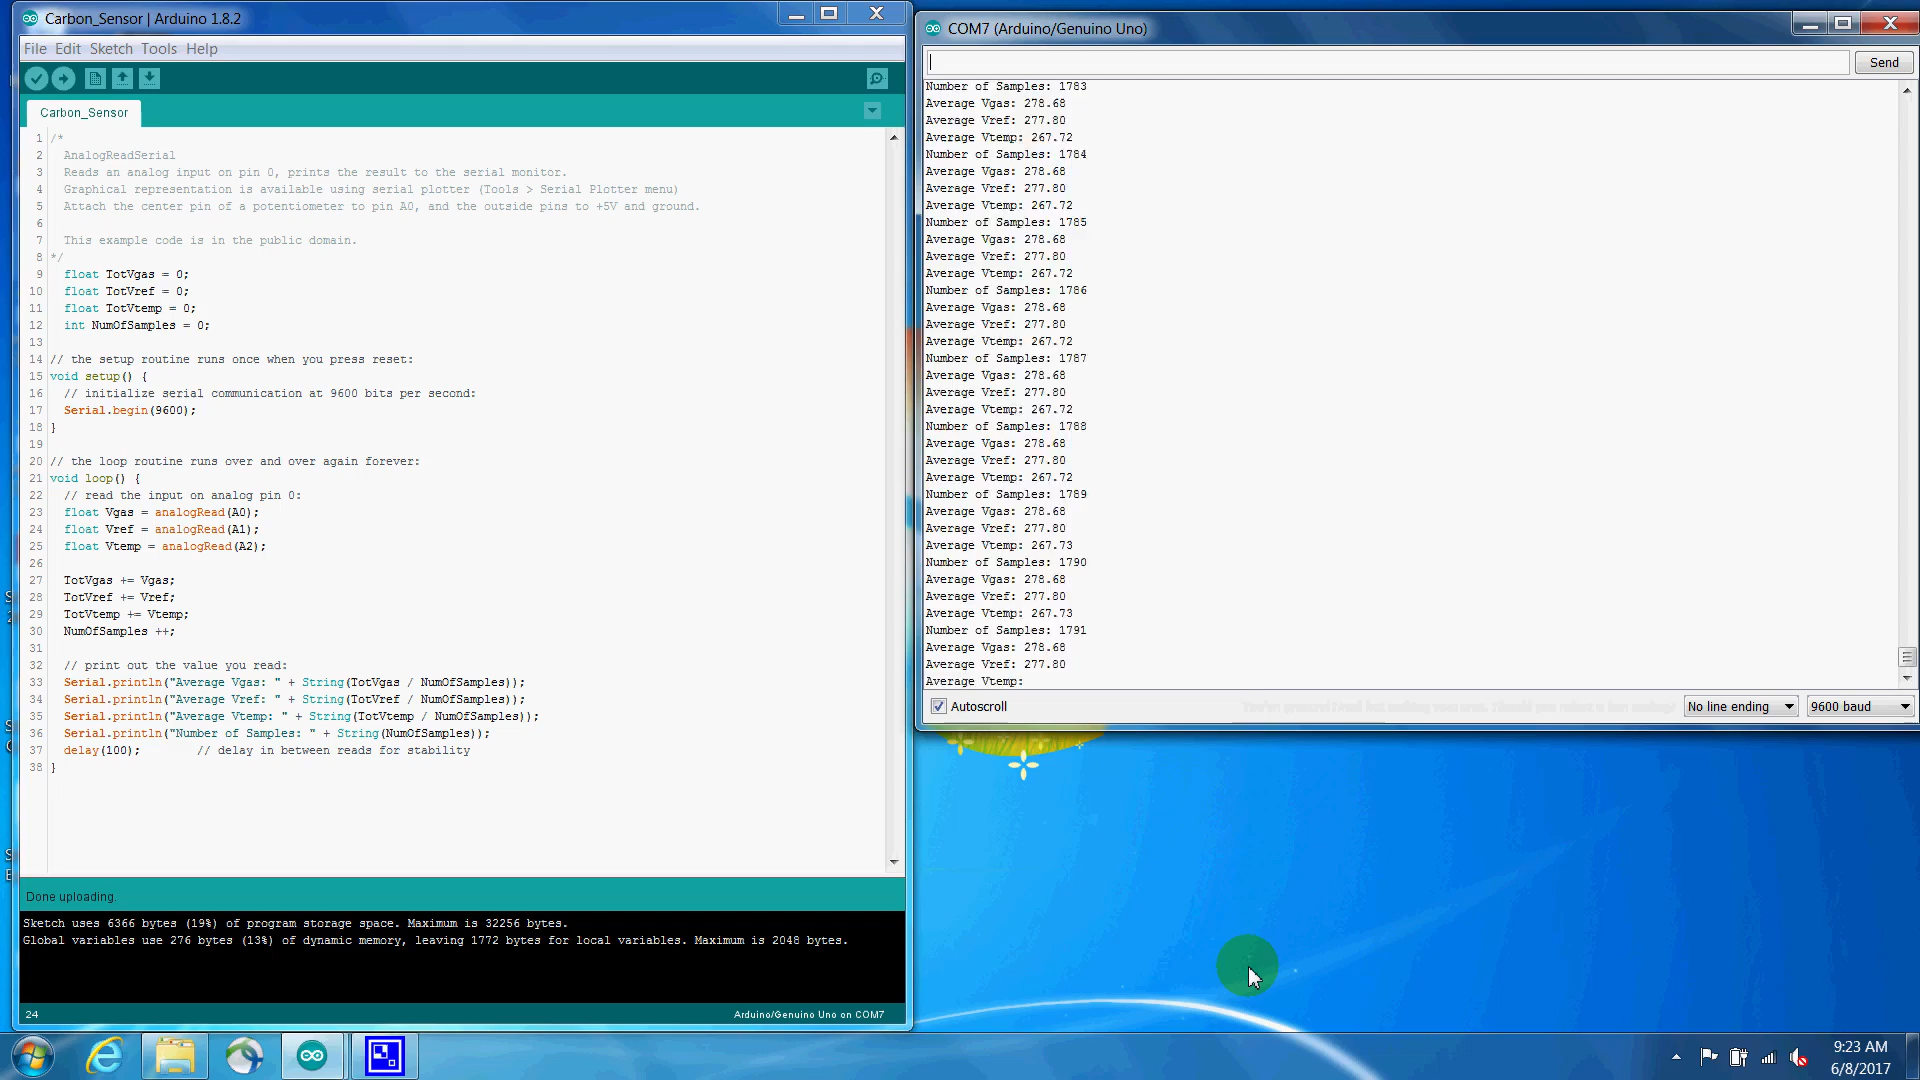 Carbon_Sensor | Arduino 1.8.2
File Edit Sketch Tools Help
Carbon_Sensor
1 /*
2 AnalogReadSerial
3 Reads an analog input on pin 0, prints the result to the serial monitor.
4 Graphical representation is available using serial plotter (Tools > Serial Plotter menu)
5 Attach the center pin of a potentiometer to pin A0, and the outside pins to +5V and ground.
6
7 This example code is in the public domain.
8 */
9 float TotVgas = 0;
10 float TotVref = 0;
11 float TotVtemp = 0;
12 int NumOfSamples = 0;
13
14 // the setup routine runs once when you press reset:
15 void setup() {
16 // initialize serial communication at 9600 bits per second:
17 Serial.begin(9600);
18 }
19
20 // the loop routine runs over and over again forever:
21 void loop() {
22 // read the input on analog pin 0:
23 float Vgas = analogRead(A0);
24 float Vref = analogRead(A1);
25 float Vtemp = analogRead(A2);
26
27 TotVgas += Vgas;
28 TotVref += Vref;
29 TotVtemp += Vtemp;
30 NumOfSamples ++;
31
32 // print out the value you read:
33 Serial.println("Average Vgas: " + String(TotVgas / NumOfSamples));
34 Serial.println("Average Vref: " + String(TotVref / NumOfSamples));
35 Serial.println("Average Vtemp: " + String(TotVtemp / NumOfSamples));
36 Serial.println("Number of Samples: " + String(NumOfSamples));
37 delay(100); // delay in between reads for stability
38 }
Done uploading.
Sketch uses 6366 bytes (19%) of program storage space. Maximum is 32256 bytes.
Global variables use 276 bytes (13%) of dynamic memory, leaving 1772 bytes for local variables. Maximum is 2048 bytes.
24 Arduino/Genuino Uno on COM7
COM7 (Arduino/Genuino Uno)
Send
Number of Samples: 1783
Average Vgas: 278.68
Average Vref: 277.80
Average Vtemp: 267.72
Number of Samples: 1784
Average Vgas: 278.68
Average Vref: 277.80
Average Vtemp: 267.72
Number of Samples: 1785
Average Vgas: 278.68
Average Vref: 277.80
Average Vtemp: 267.72
Number of Samples: 1786
Average Vgas: 278.68
Average Vref: 277.80
Average Vtemp: 267.72
Number of Samples: 1787
Average Vgas: 278.68
Average Vref: 277.80
Average Vtemp: 267.72
Number of Samples: 1788
Average Vgas: 278.68
Average Vref: 277.80
Average Vtemp: 267.72
Number of Samples: 1789
Average Vgas: 278.68
Average Vref: 277.80
Average Vtemp: 267.73
Number of Samples: 1790
Average Vgas: 278.68
Average Vref: 277.80
Average Vtemp: 267.73
Number of Samples: 1791
Average Vgas: 278.68
Average Vref: 277.80
Average Vtemp:
Autoscroll
No line ending
9600 baud
9:23 AM
6/8/2017